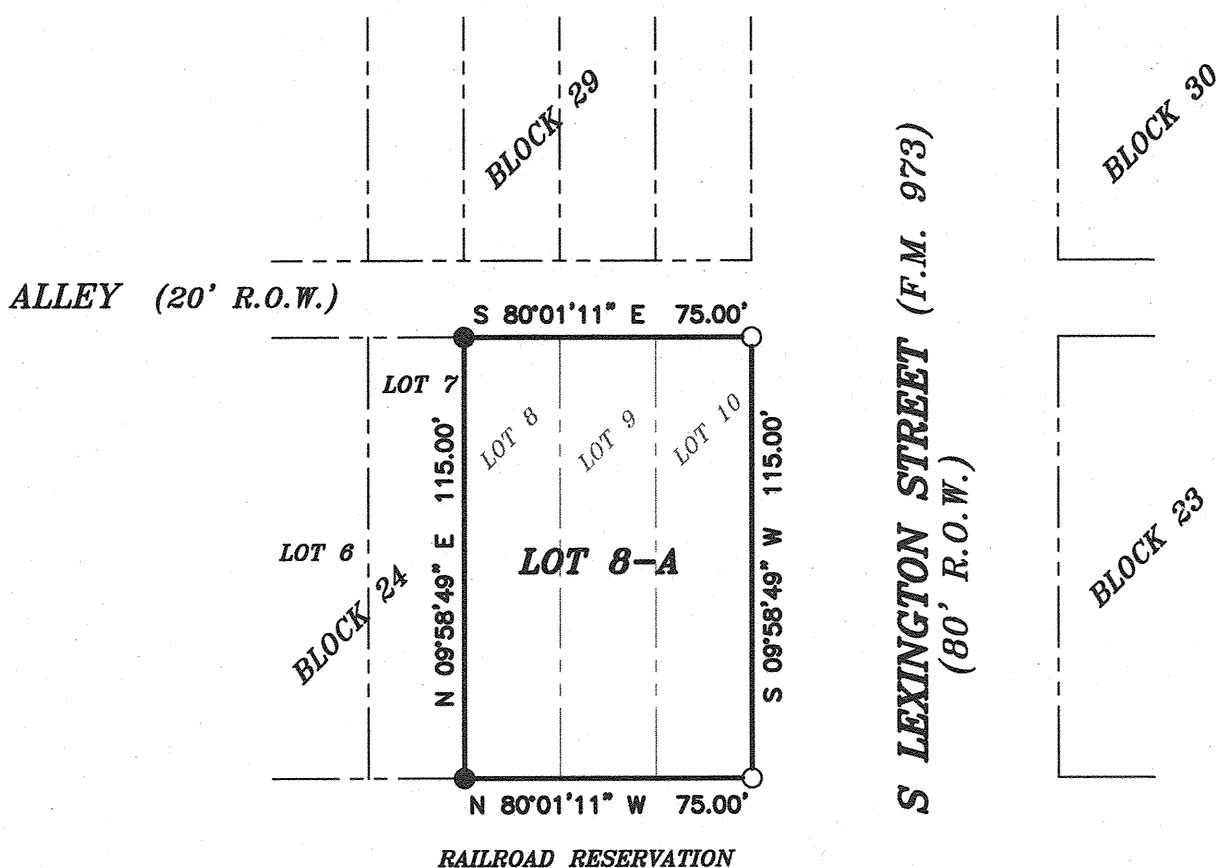 BLOCK 29
BLOCK 30
ALLEY (20' R.O.W.)
S 80°01'11" E 75.00'
S LEXINGTON STREET (F.M. 973)
(80' R.O.W.)
LOT 7
LOT 8
LOT 9
LOT 10
N 09°58'49" E 115.00'
S 09°58'49" W 115.00'
LOT 6
BLOCK 24
LOT 8-A
BLOCK 23
N 80°01'11" W 75.00'
RAILROAD RESERVATION